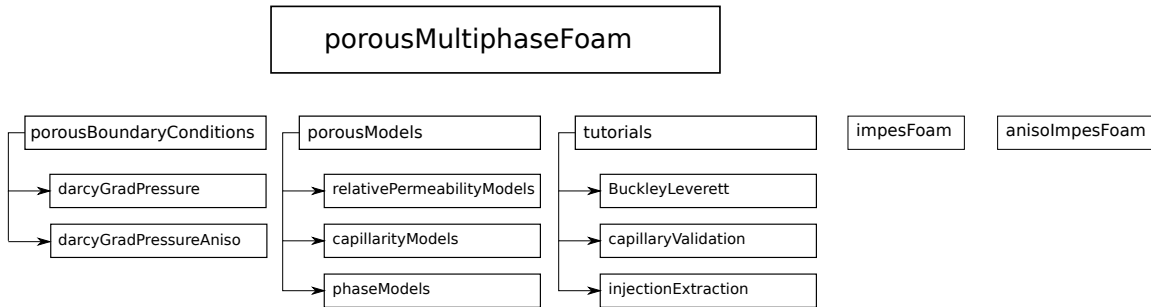 porousMultiphaseFoam
porousBoundaryConditions
darcyGradPressure
darcyGradPressureAniso
porousModels
relativePermeabilityModels
capillarityModels
phaseModels
tutorials
BuckleyLeverett
capillaryValidation
injectionExtraction
impesFoam
anisoImpesFoam